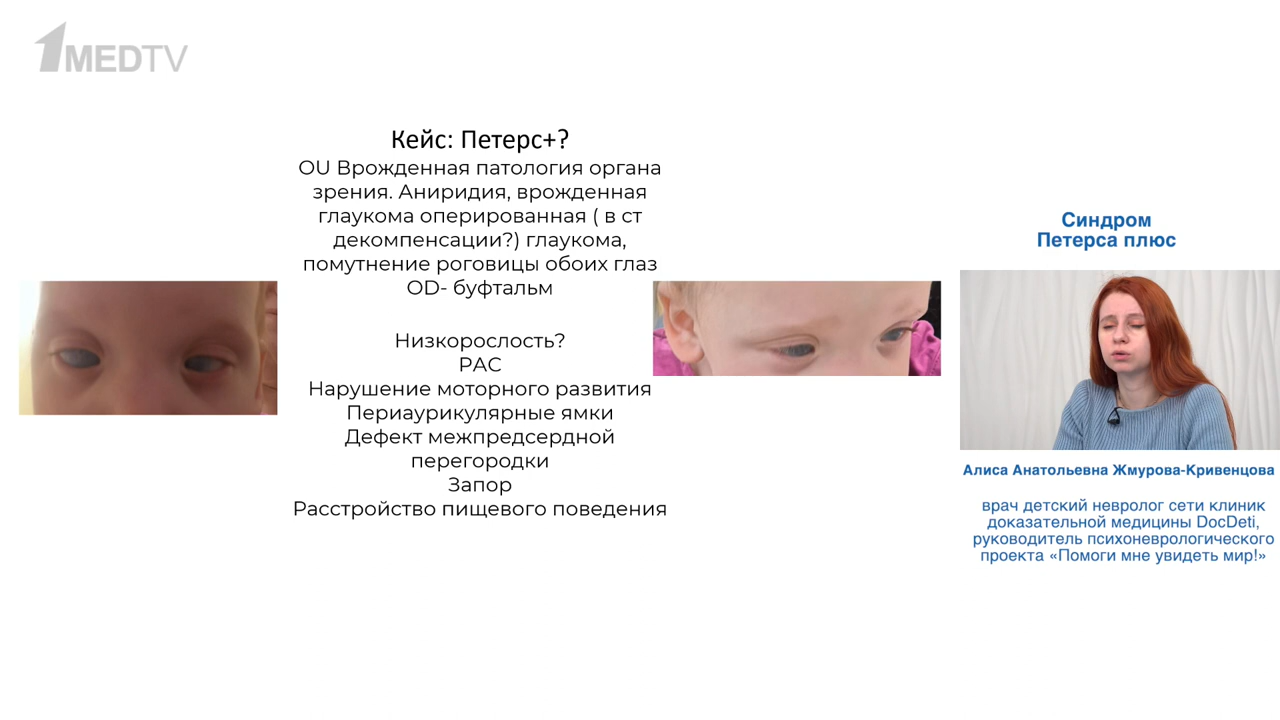 1MEDTV
Кейс: Петерс+?
OU Врожденная патология органа
зрения. Аниридия, врожденная
глаукома оперированная ( в ст
декомпенсации?) глаукома,
помутнение роговицы обоих глаз
OD- буфтальм
Низкорослость?
РАС
Нарушение моторного развития
Периаурикулярные ямки
Дефект межпредсердной
перегородки
Запор
Расстройство пищевого поведения
Синдром
Петерса плюс
Алиса Анатольевна Жмурова-Кривенцова
врач детский невролог сети клиник
доказательной медицины DocDeti,
руководитель психоневрологического
проекта «Помоги мне увидеть мир!»